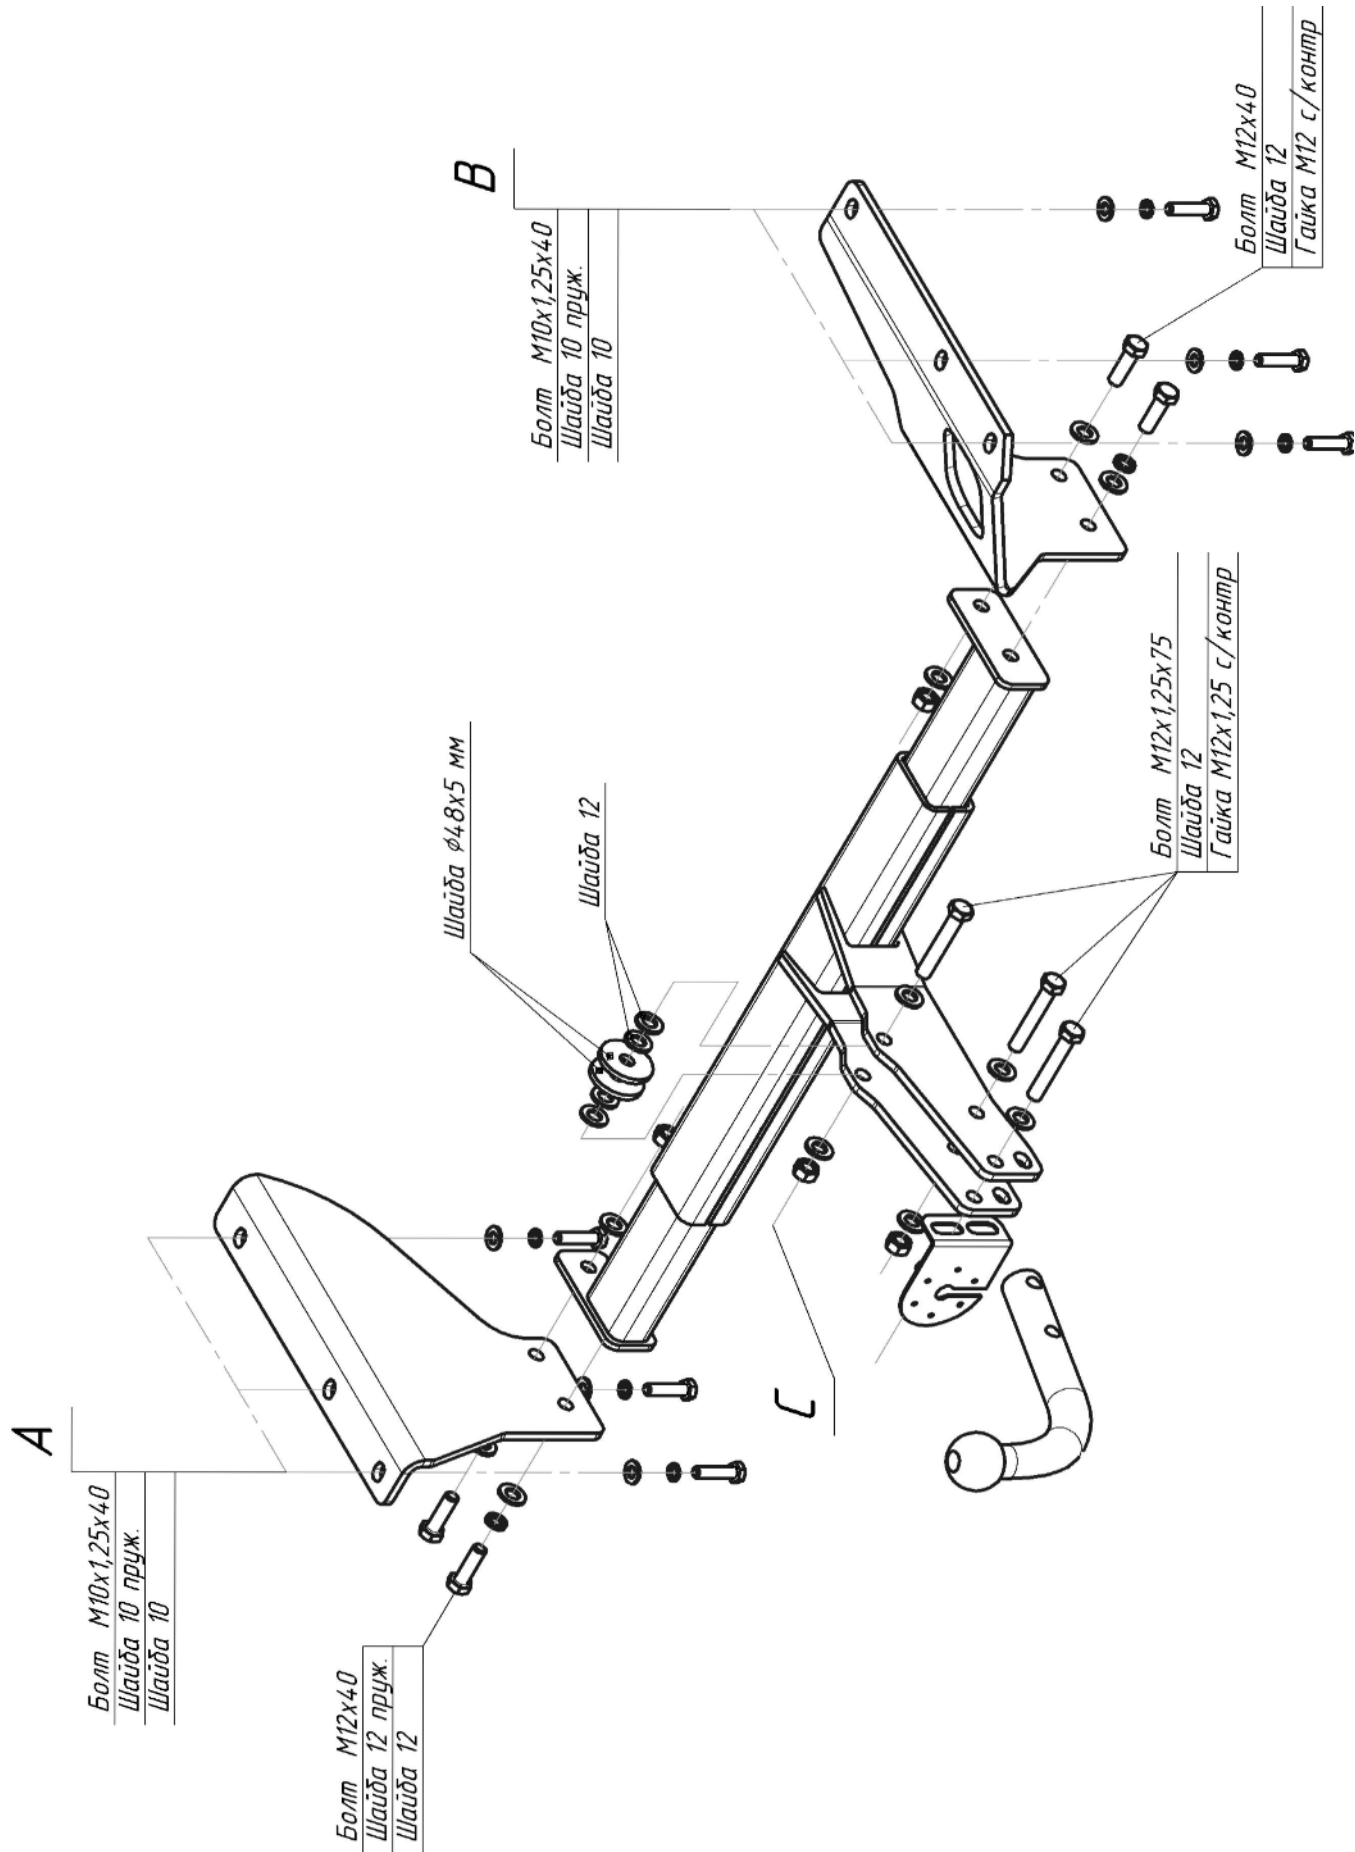 А
Болт М10х1,25х40
Шайба 10 пруж.
Шайба 10
Болт М12х40
Шайба 12 пруж.
Шайба 12
Шайба ϕ48х5 мм
Шайба 12
В
Болт М10х1,25х40
Шайба 10 пруж.
Шайба 10
С
Болт М12х1,25х75
Шайба 12
Гайка М12х1,25 с/контр
Болт М12х40
Шайба 12
Гайка М12 с/контр